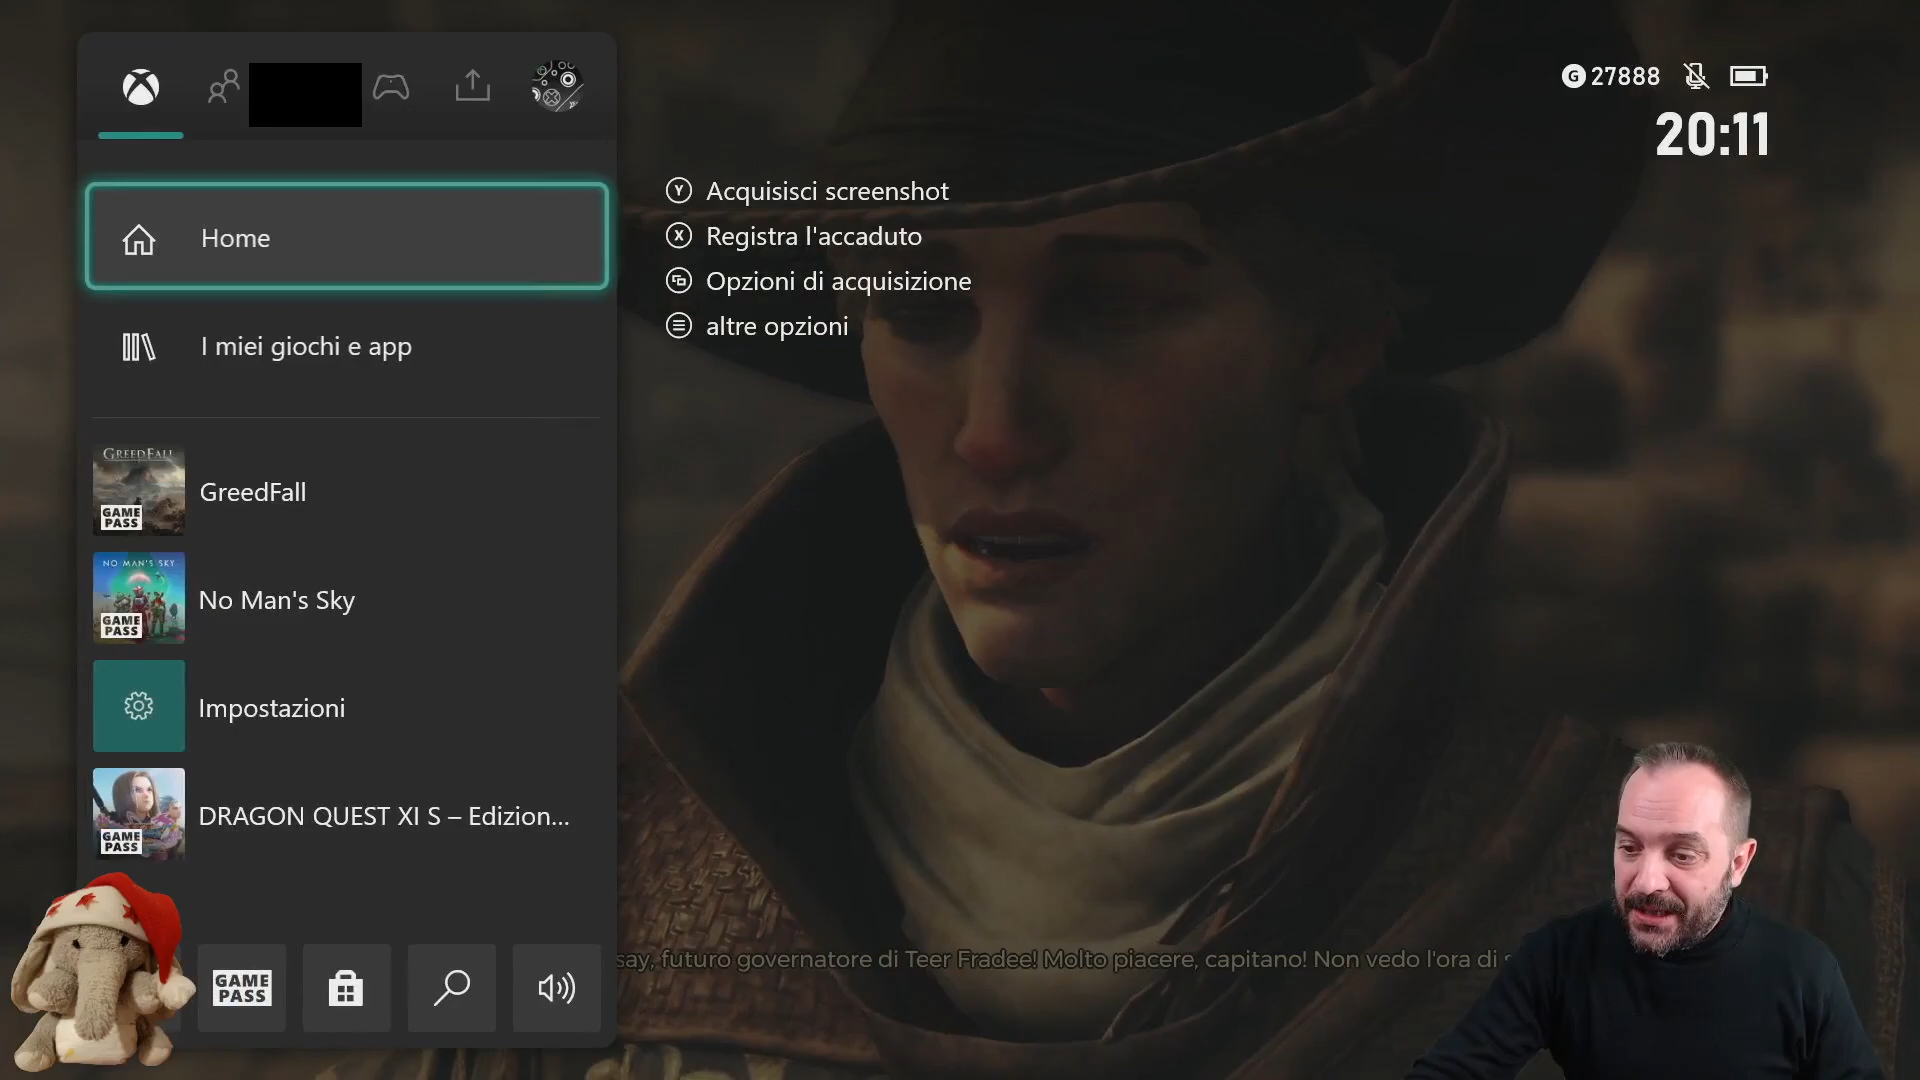 G 27888
20:11
Y Acquisisci screenshot
X Registra l'accaduto
Opzioni di acquisizione
altre opzioni
Home
I miei giochi e app
GREEDFALL
GAME PASS
GreedFall
NO MAN'S SKY
GAME PASS
No Man's Sky
Impostazioni
GAME PASS
DRAGON QUEST XI S – Edizion...
say, futuro governatore di Teer Fradee! Molto piacere, capitano! Non vedo l'ora di
GAME PASS